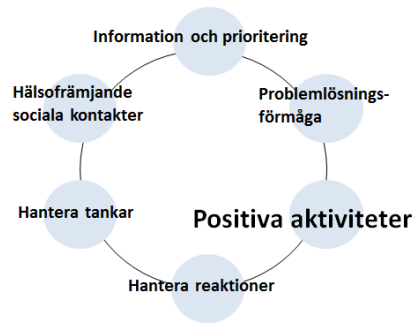 Information och prioritering
Problemlösnings-
förmåga
Positiva aktiviteter
Hantera reaktioner
Hantera tankar
Hälsofrämjande
sociala kontakter